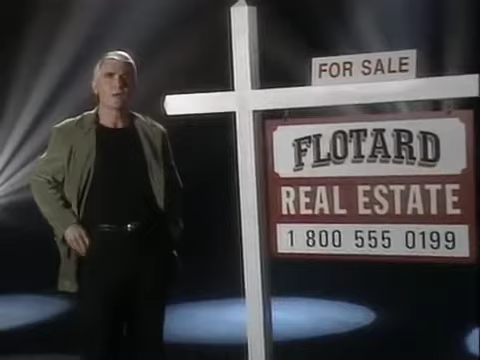 FOR SALE
FLOTARD
REAL ESTATE
1 800 555 0199